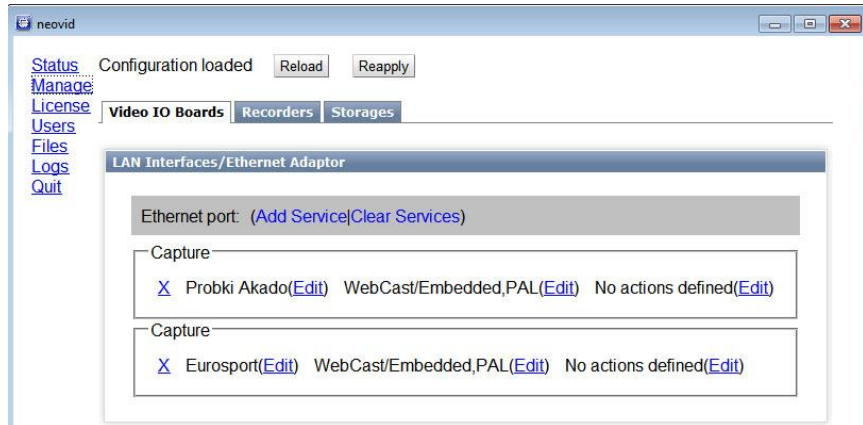 neovid
Status
Manage
License
Users
Files
Logs
Quit
Configuration loaded Reload Reapply
Video IO Boards Recorders Storages
LAN Interfaces/Ethernet Adaptor
Ethernet port: (Add Service|Clear Services)
Capture
X Probki Akado(Edit) WebCast/Embedded,PAL(Edit) No actions defined(Edit)
Capture
X Eurosport(Edit) WebCast/Embedded,PAL(Edit) No actions defined(Edit)